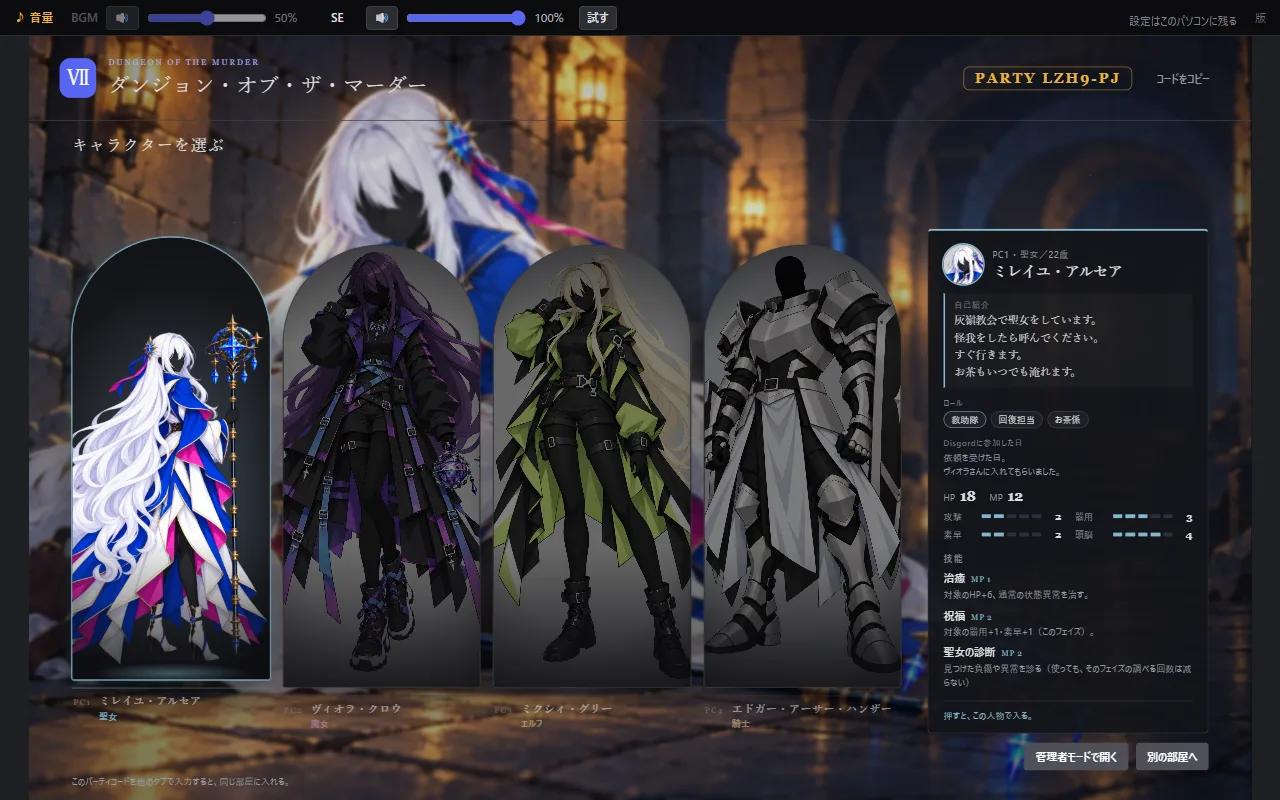 ♪ 音量 BGM 50% SE 100% 試す 設定はこのパソコンに残る 版
Ⅶ
DUNGEON OF THE MURDER
ダンジョン・オブ・ザ・マーダー
PARTY LZH9-PJ
コードをコピー
キャラクターを選ぶ
PC1 ミレイユ・アルセア
聖女
PC2 ヴィオラ・クロウ
魔女
PC3 ミクシィ・グリー
エルフ
PC4 エドガー・アーサー・ハンザー
騎士
PC1・聖女／22歳
ミレイユ・アルセア
自己紹介
灰嶺教会で聖女をしています。
怪我をしたら呼んでください。
すぐ行きます。
お茶もいつでも淹れます。
ロール
救助隊 回復担当 お茶係
Discordに参加した日
依頼を受けた日。
ヴィオラさんに入れてもらいました。
HP 18 MP 12
攻撃 2 器用 3
素早 2 頭脳 4
技能
治癒 MP 1
対象のHP+6、通常の状態異常を治す。
祝福 MP 2
対象の器用+1・素早+1（このフェイズ）。
聖女の診断 MP 2
見つけた負傷や異常を診る（使っても、そのフェイズの調べる回数は減
らない）
押すと、この人物で入る。
管理者モードで開く 別の部屋へ
このパーティコードを他のタブで入力すると、同じ部屋に入れる。